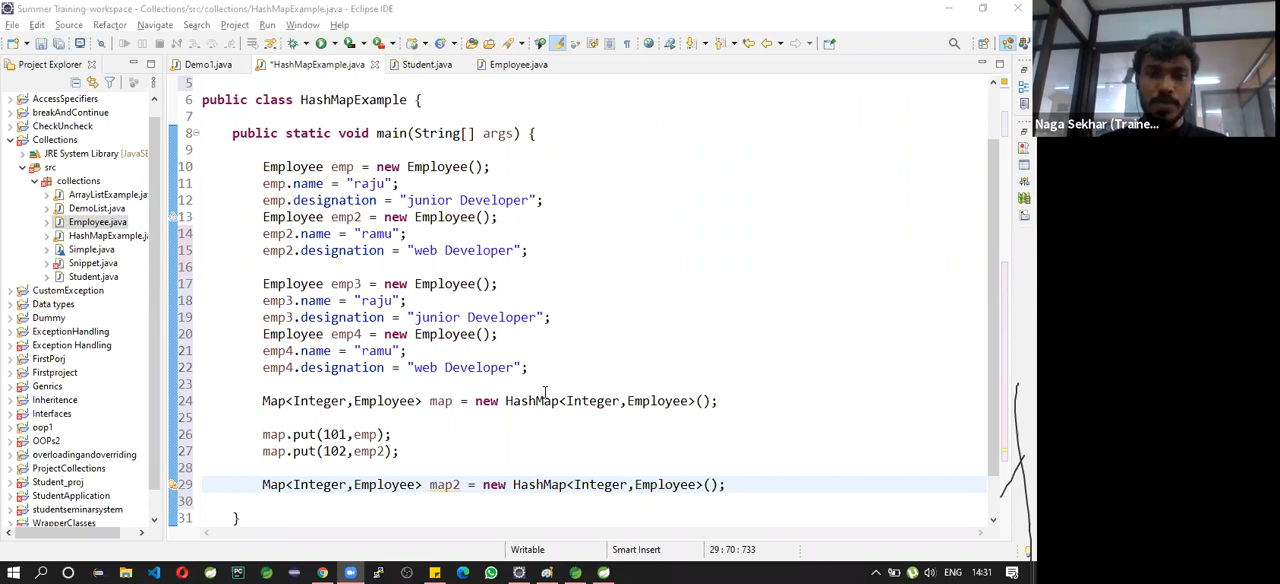 Summer Training-workspace - Collections/src/collections/HashMapExample.java - Eclipse IDE
File Edit Source Refactor Navigate Search Project Run Window Help
Project Explorer
Demo1.java
*HashMapExample.java
Student.java
Employee.java
AccessSpecifiers
breakAndContinue
CheckUncheck
Collections
JRE System Library [JavaSE
src
collections
ArrayListExample.ja
DemoList.java
Employee.java
HashMapExample.j
Simple.java
Snippet.java
Student.java
CustomException
Data types
Dummy
ExceptionHandling
Exception Handling
FirstPorj
Firstproject
Genrics
Inheritence
Interfaces
oop1
OOPs2
overloadingandoverriding
ProjectCollections
Student_proj
StudentApplication
studentseminarsystem
WrapperClasses
5
6 public class HashMapExample {
7
8 public static void main(String[] args) {
9
10 Employee emp = new Employee();
11 emp.name = "raju";
12 emp.designation = "junior Developer";
13 Employee emp2 = new Employee();
14 emp2.name = "ramu";
15 emp2.designation = "web Developer";
16
17 Employee emp3 = new Employee();
18 emp3.name = "raju";
19 emp3.designation = "junior Developer";
20 Employee emp4 = new Employee();
21 emp4.name = "ramu";
22 emp4.designation = "web Developer";
23
24 Map<Integer,Employee> map = new HashMap<Integer,Employee>();
25
26 map.put(101,emp);
27 map.put(102,emp2);
28
29 Map<Integer,Employee> map2 = new HashMap<Integer,Employee>();
30
31 }
Naga Sekhar (Traine...
Writable
Smart Insert
29 : 70 : 733
ENG
14:31